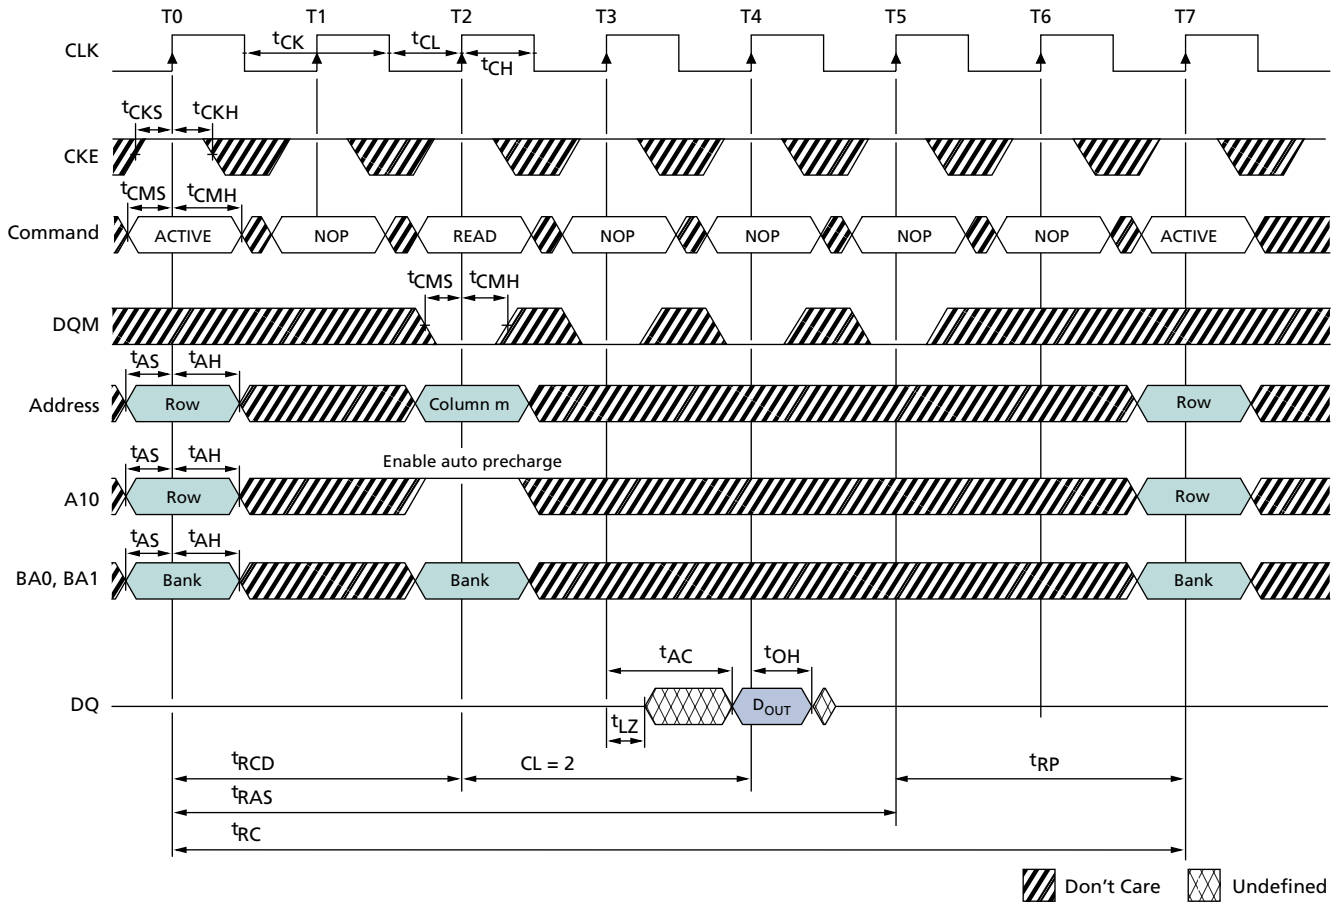 T0 T1 T2 T3 T4 T5 T6 T7
CLK
tCK tCL
tCH
tCKS tCKH
CKE
tCMS tCMH
Command ACTIVE NOP READ NOP NOP NOP NOP ACTIVE
tCMS tCMH
DQM
tAS tAH
Address Row Column m Row
tAS tAH
Enable auto precharge
A10 Row Row
tAS tAH
BA0, BA1 Bank Bank Bank
tAC tOH
DQ DOUT
tLZ
tRCD CL = 2 tRP
tRAS
tRC
Don't Care Undefined